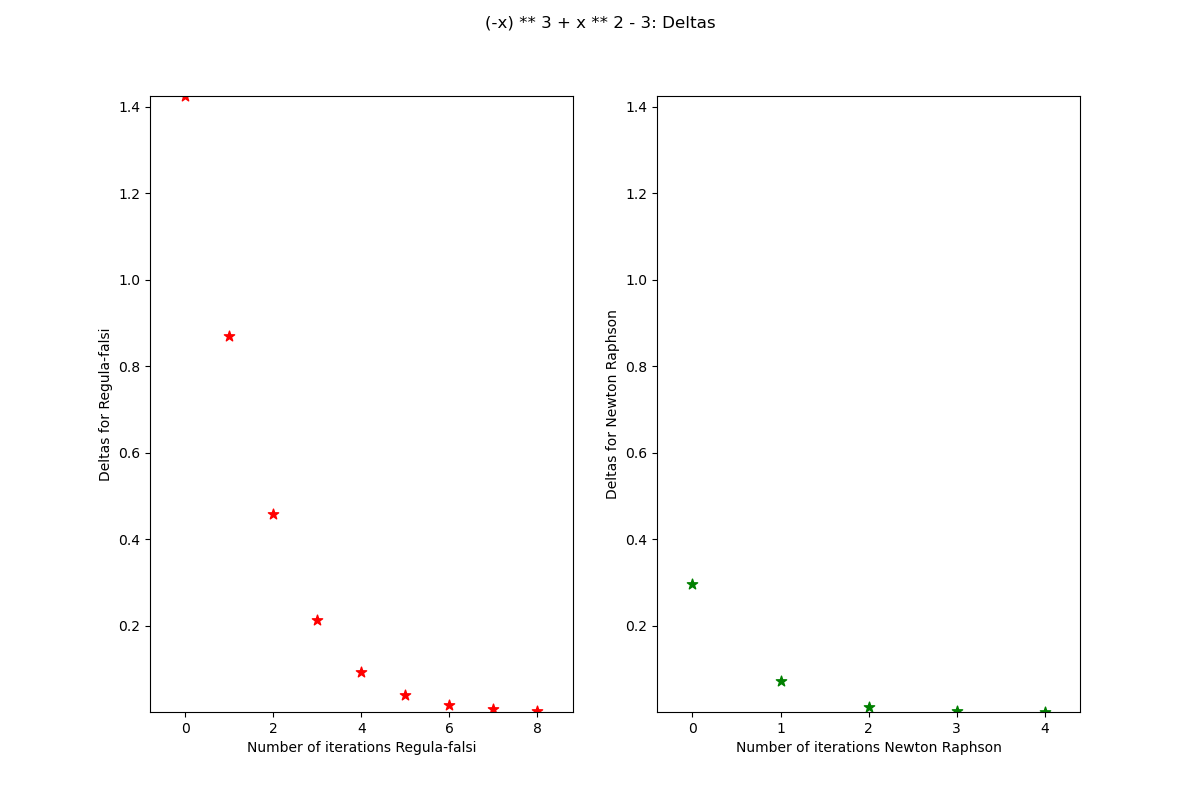 (-x) ** 3 + x ** 2 - 3: Deltas
1.4
1.2
1.0
0.8
0.6
0.4
0.2
Deltas for Regula-falsi
0 2 4 6 8
Number of iterations Regula-falsi
1.4
1.2
1.0
0.8
0.6
0.4
0.2
Deltas for Newton Raphson
0 1 2 3 4
Number of iterations Newton Raphson